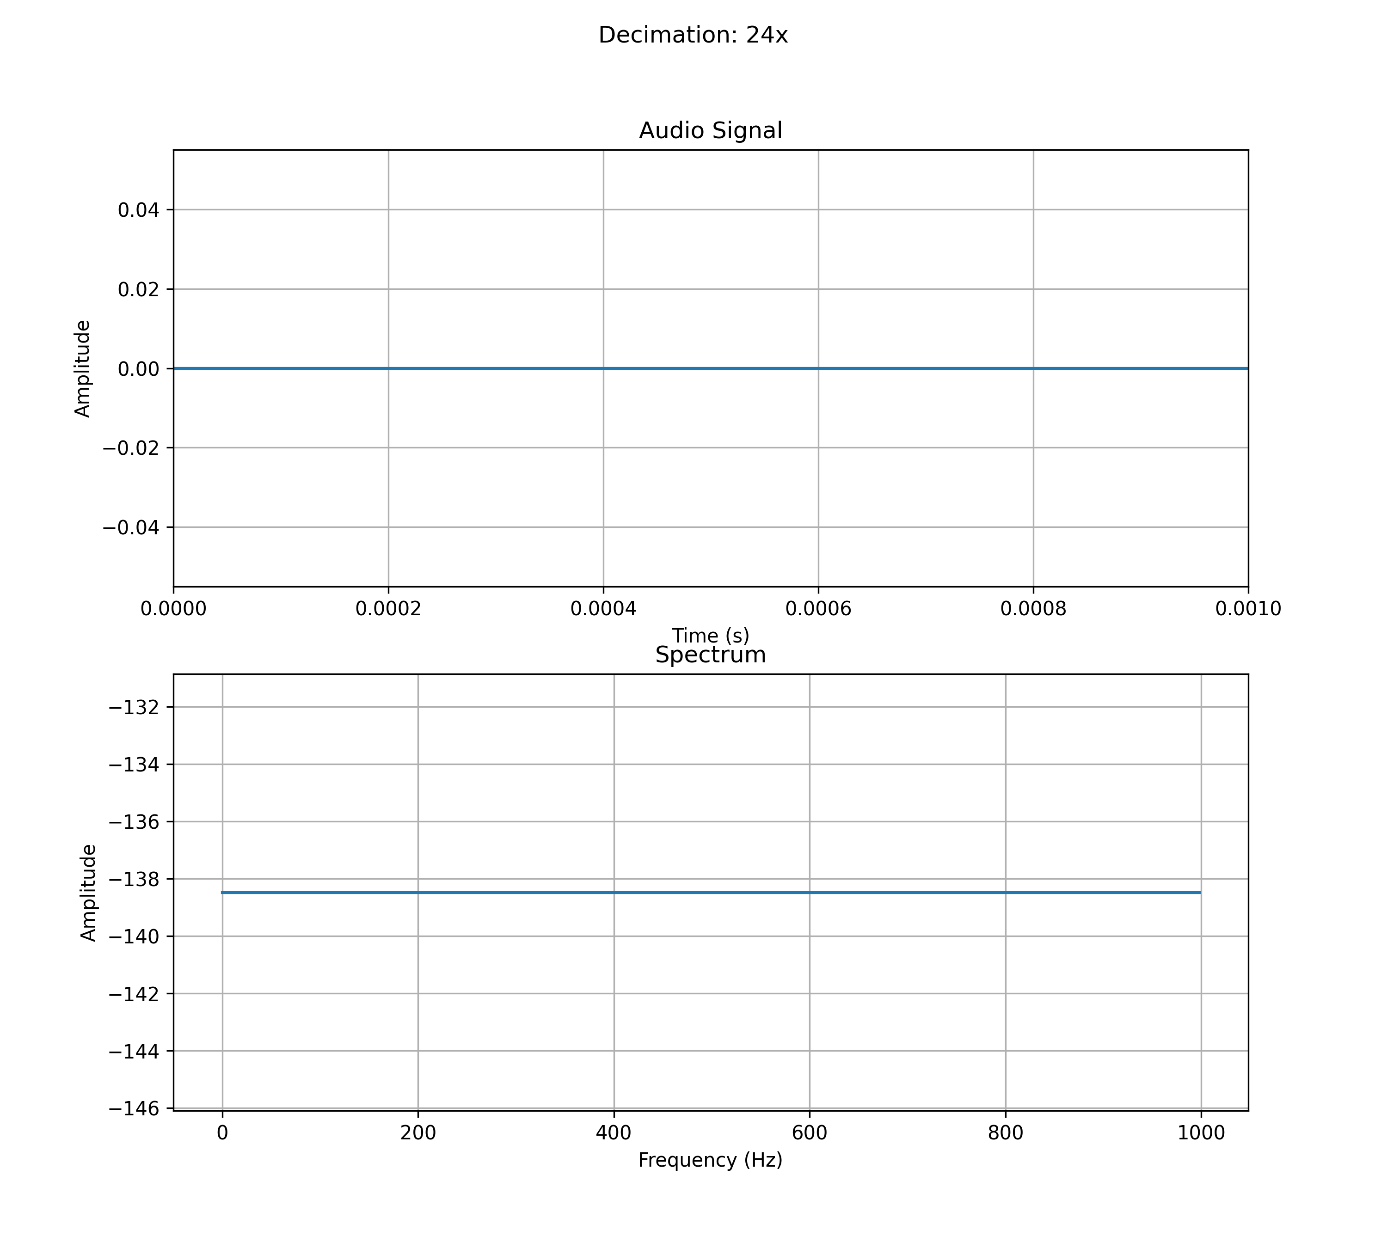 Decimation: 24x
Audio Signal
0.04
0.02
0.00
−0.02
−0.04
Amplitude
0.0000 0.0002 0.0004 0.0006 0.0008 0.0010
Time (s)
Spectrum
−132
−134
−136
−138
−140
−142
−144
−146
Amplitude
0 200 400 600 800 1000
Frequency (Hz)